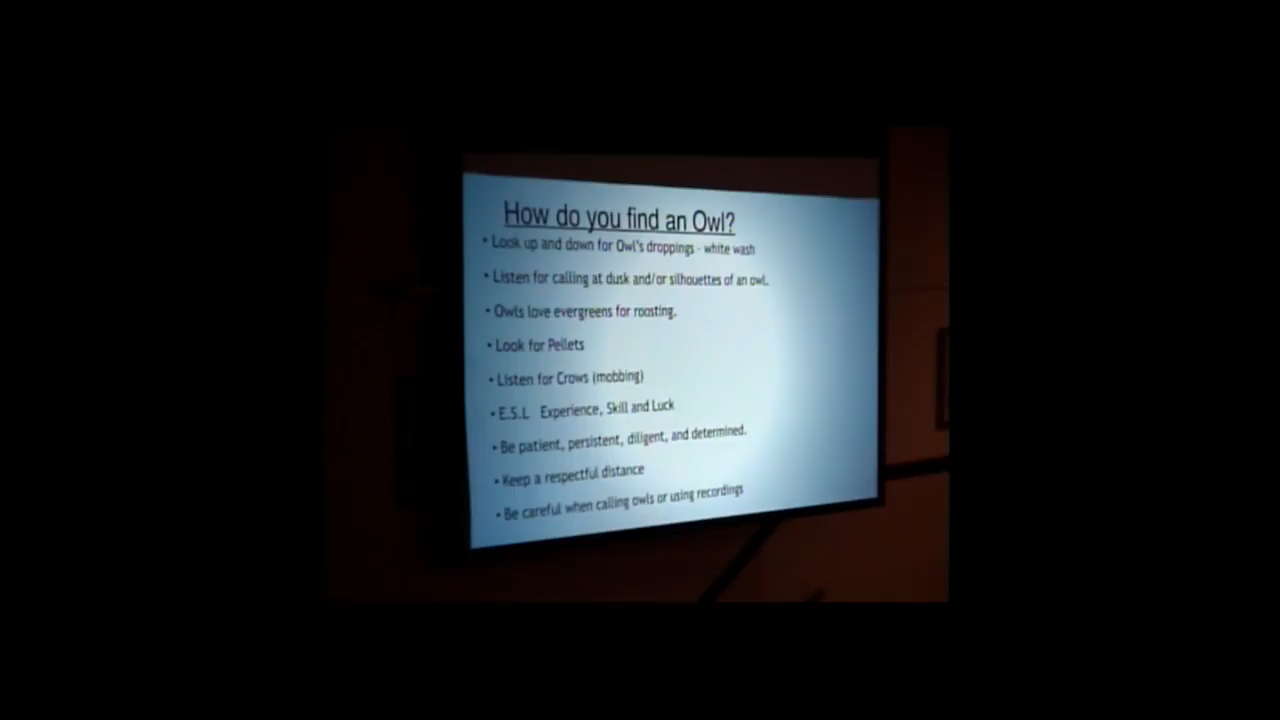 How do you find an Owl?
• Look up and down for Owl's droppings - white wash
• Listen for calling at dusk and/or silhouettes of an owl.
• Owls love evergreens for roosting.
• Look for Pellets
• Listen for Crows (mobbing)
• E.S.L Experience, Skill and Luck
• Be patient, persistent, diligent, and determined.
• Keep a respectful distance
• Be careful when calling owls or using recordings